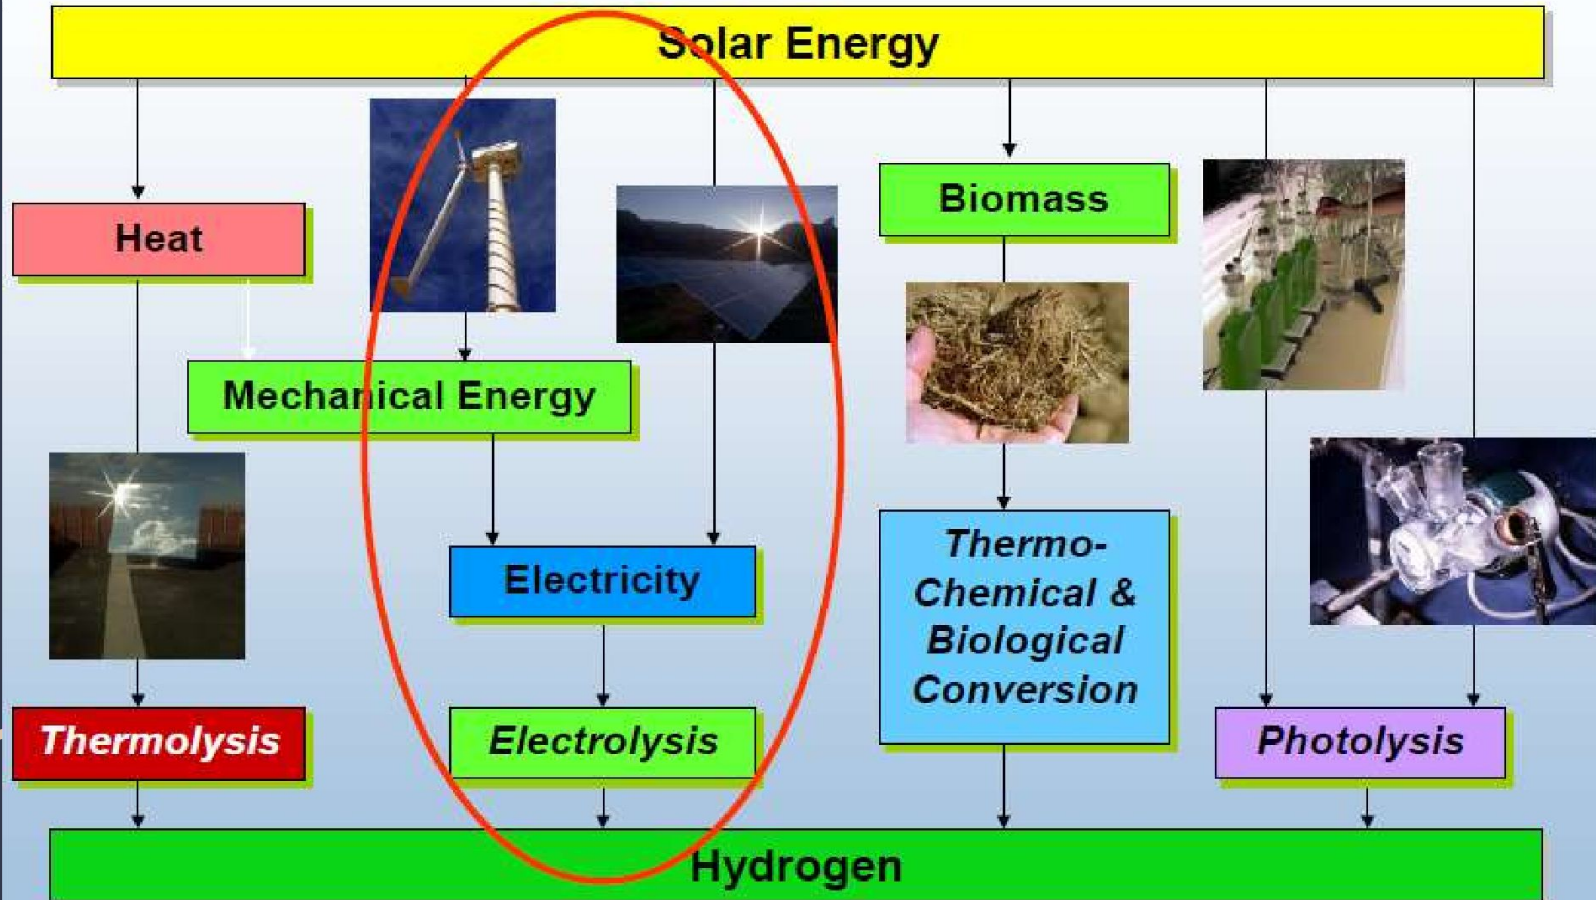 Solar Energy
Heat
Biomass
Mechanical Energy
Electricity
Thermo-
Chemical &
Biological
Conversion
Thermolysis
Electrolysis
Photolysis
Hydrogen